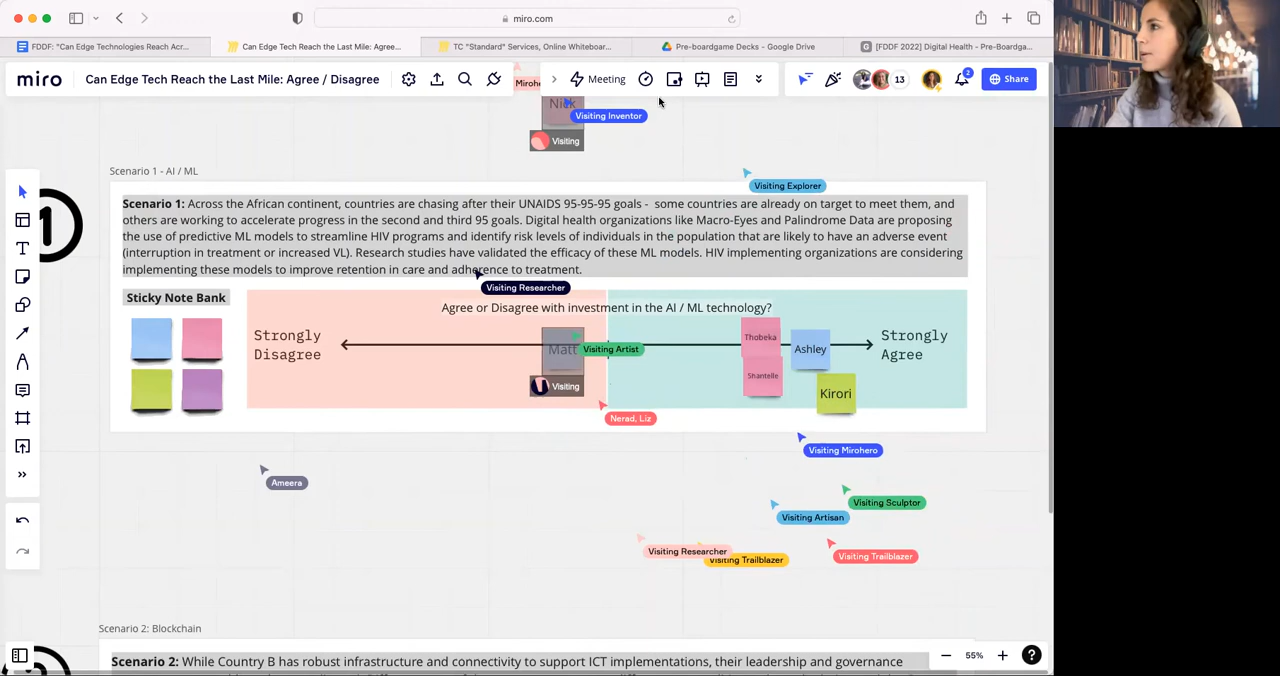 miro.com
FDDF: "Can Edge Technologies Reach Acr...
Can Edge Tech Reach the Last Mile: Agree...
TC "Standard" Services, Online Whiteboar...
Pre-boardgame Decks - Google Drive
[FDDF 2022] Digital Health - Pre-Boardga...
miro
Can Edge Tech Reach the Last Mile: Agree / Disagree
Miroh
Meeting
13
2
Share
Nick
Visiting Inventor
Visiting
Scenario 1 - AI / ML
Visiting Explorer
1
Scenario 1: Across the African continent, countries are chasing after their UNAIDS 95-95-95 goals - some countries are already on target to meet them, and
others are working to accelerate progress in the second and third 95 goals. Digital health organizations like Macro-Eyes and Palindrome Data are proposing
the use of predictive ML models to streamline HIV programs and identify risk levels of individuals in the population that are likely to have an adverse event
(interruption in treatment or increased VL). Research studies have validated the efficacy of these ML models. HIV implementing organizations are considering
implementing these models to improve retention in care and adherence to treatment.
Visiting Researcher
Sticky Note Bank
Agree or Disagree with investment in the AI / ML technology?
Strongly
Disagree
Matt
Visiting Artist
Visiting
Thobeka
Shantelle
Ashley
Kirori
Strongly
Agree
Nerad, Liz
Visiting Mirohero
Ameera
Visiting Sculptor
Visiting Artisan
Visiting Researcher
Visiting Trailblazer
Visiting Trailblazer
Scenario 2: Blockchain
55%
Scenario 2: While Country B has robust infrastructure and connectivity to support ICT implementations, their leadership and governance